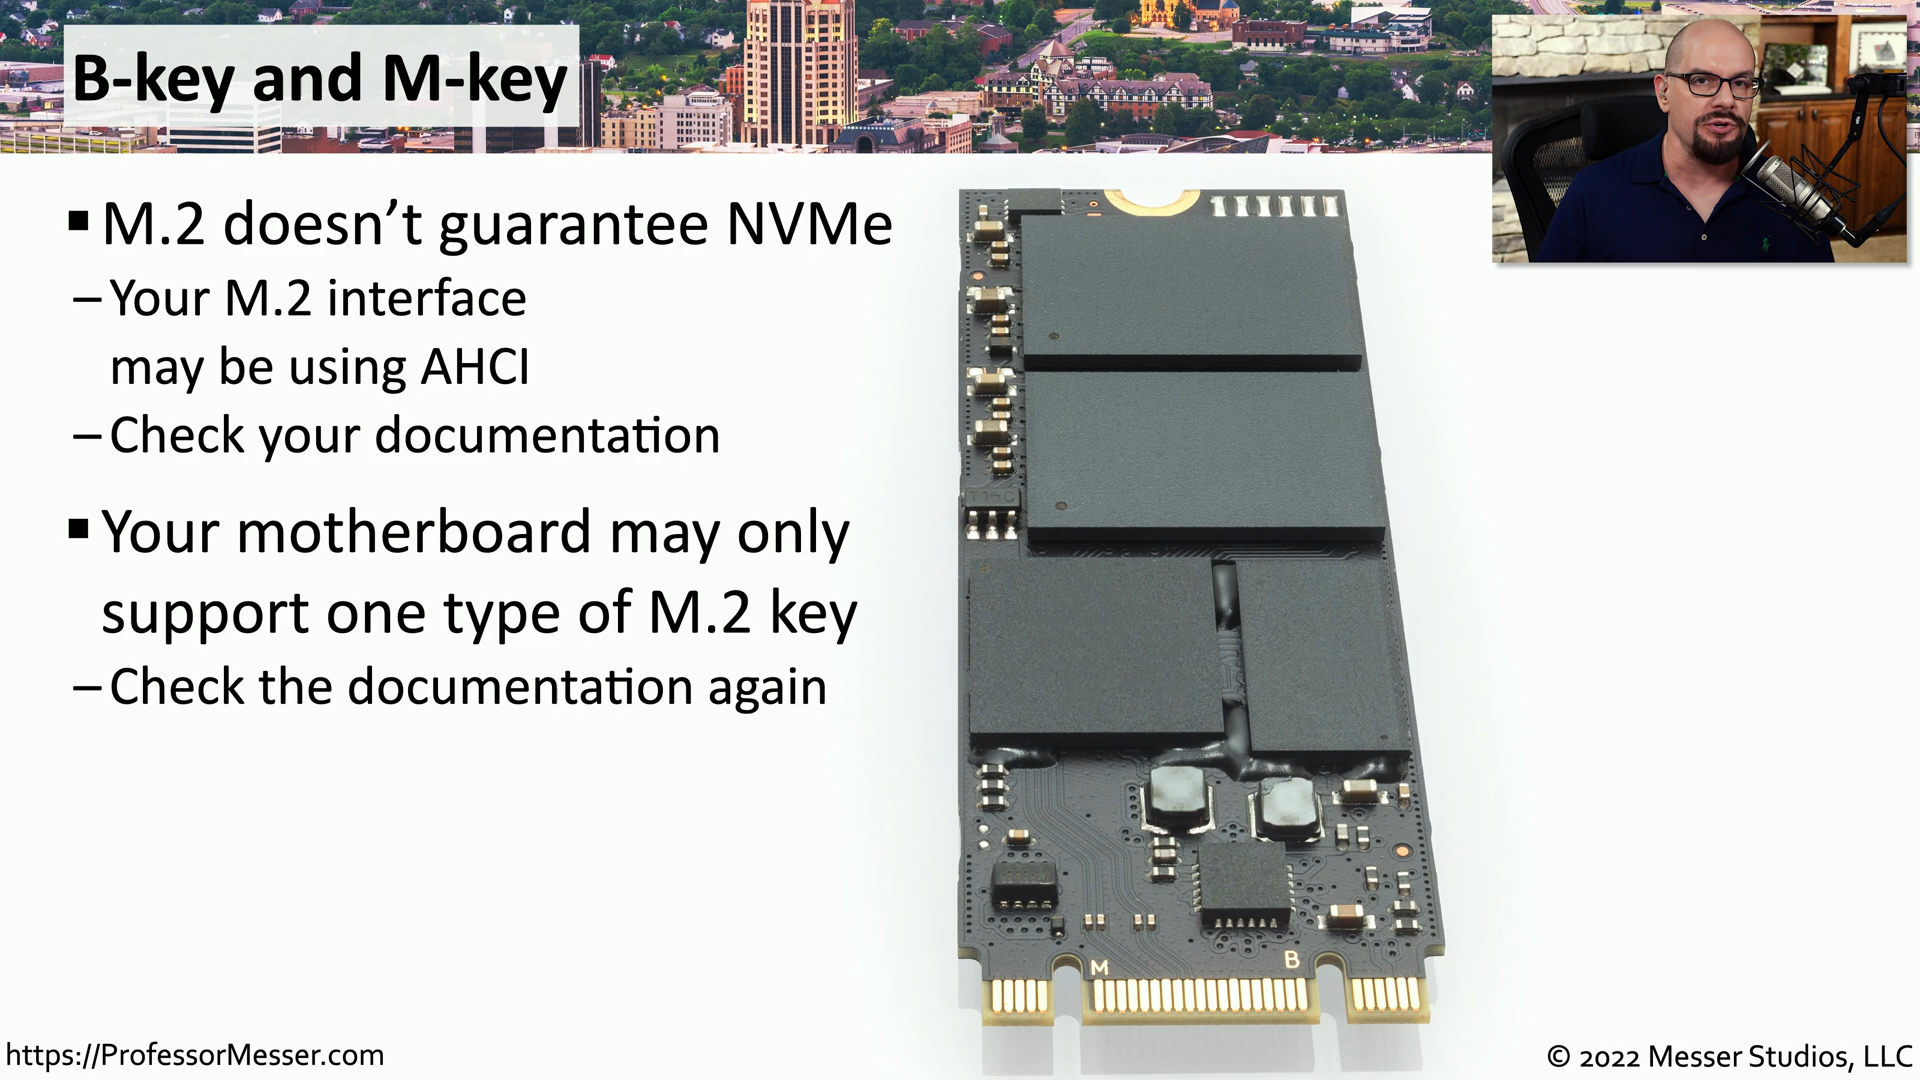 B-key and M-key
▪ M.2 doesn’t guarantee NVMe
– Your M.2 interface
may be using AHCI
– Check your documentation
▪ Your motherboard may only
support one type of M.2 key
– Check the documentation again
T15C
M
B
https://ProfessorMesser.com
© 2022 Messer Studios, LLC